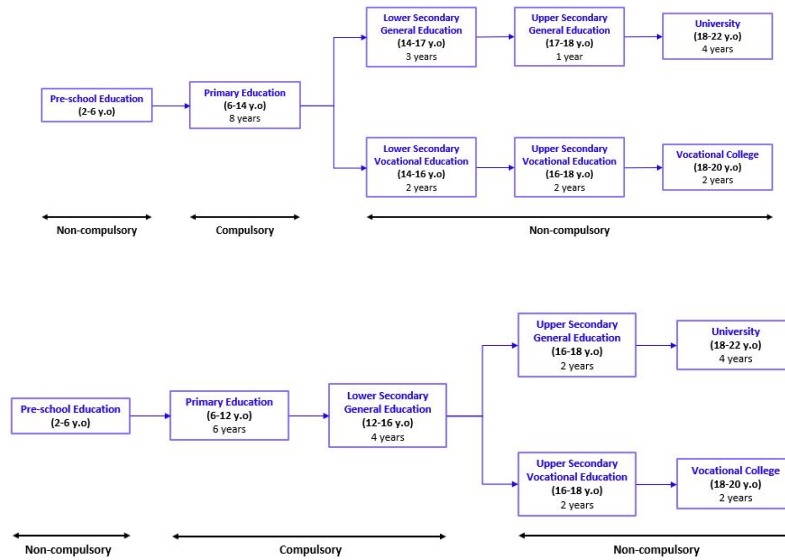 Lower Secondary
General Education
(14-17 y.o)
3 years
Upper Secondary
General Education
(17-18 y.o)
1 year
University
(18-22 y.o)
4 years
Pre-school Education
(2-6 y.o)
Primary Education
(6-14 y.o)
8 years
Lower Secondary
Vocational Education
(14-16 y.o)
2 years
Upper Secondary
Vocational Education
(16-18 y.o)
2 years
Vocational College
(18-20 y.o)
2 years
Non-compulsory
Compulsory
Non-compulsory
Upper Secondary
General Education
(16-18 y.o)
2 years
University
(18-22 y.o)
4 years
Pre-school Education
(2-6 y.o)
Primary Education
(6-12 y.o)
6 years
Lower Secondary
General Education
(12-16 y.o)
4 years
Upper Secondary
Vocational Education
(16-18 y.o)
2 years
Vocational College
(18-20 y.o)
2 years
Non-compulsory
Compulsory
Non-compulsory